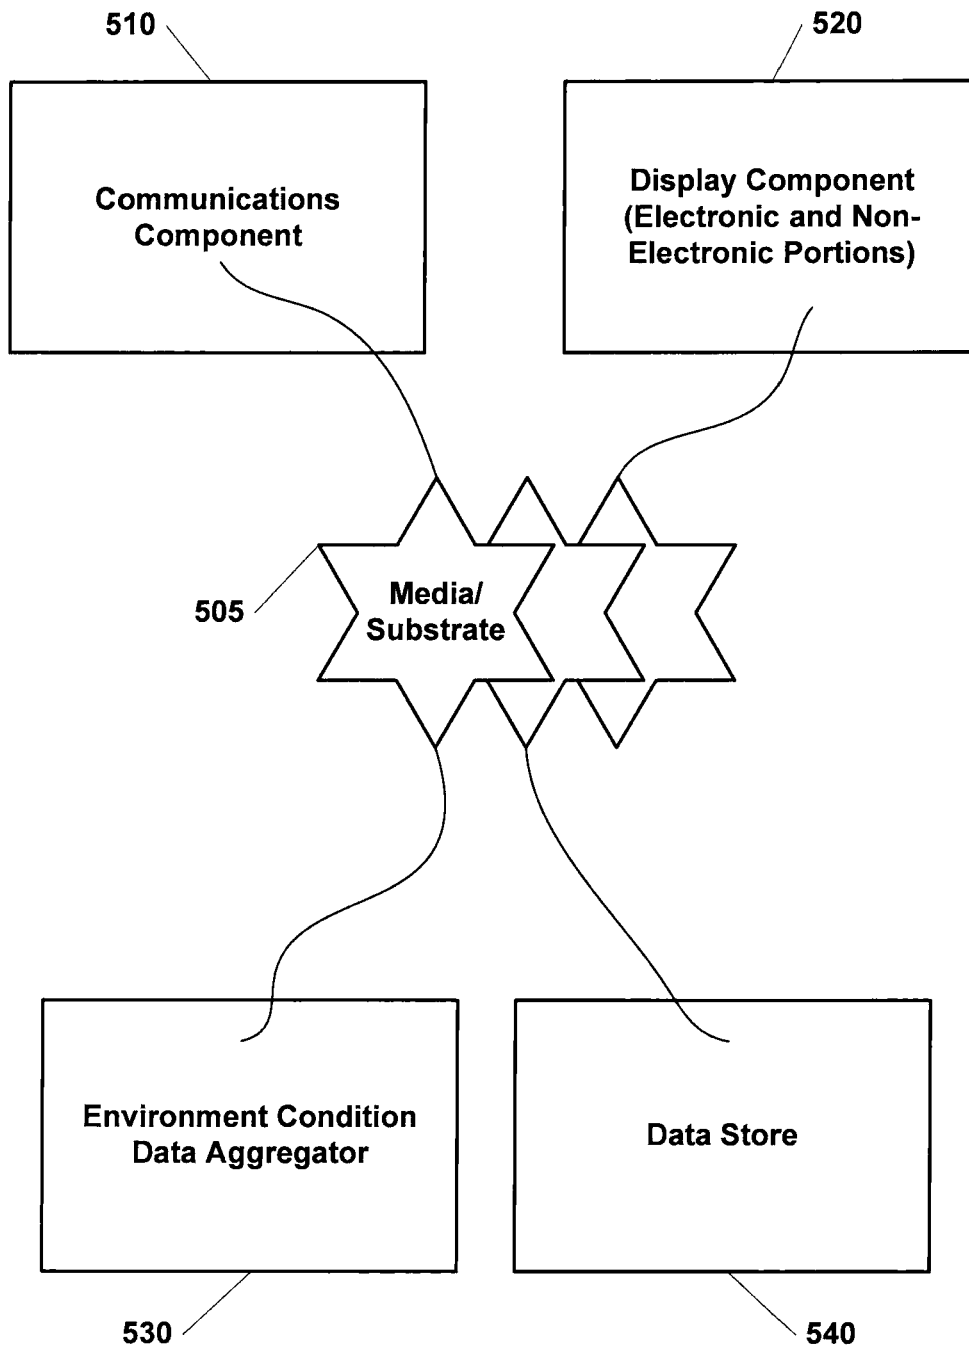 510
520
Communications
Component
Display Component
(Electronic and Non-
Electronic Portions)
505
Media/
Substrate
Environment Condition
Data Aggregator
Data Store
530
540